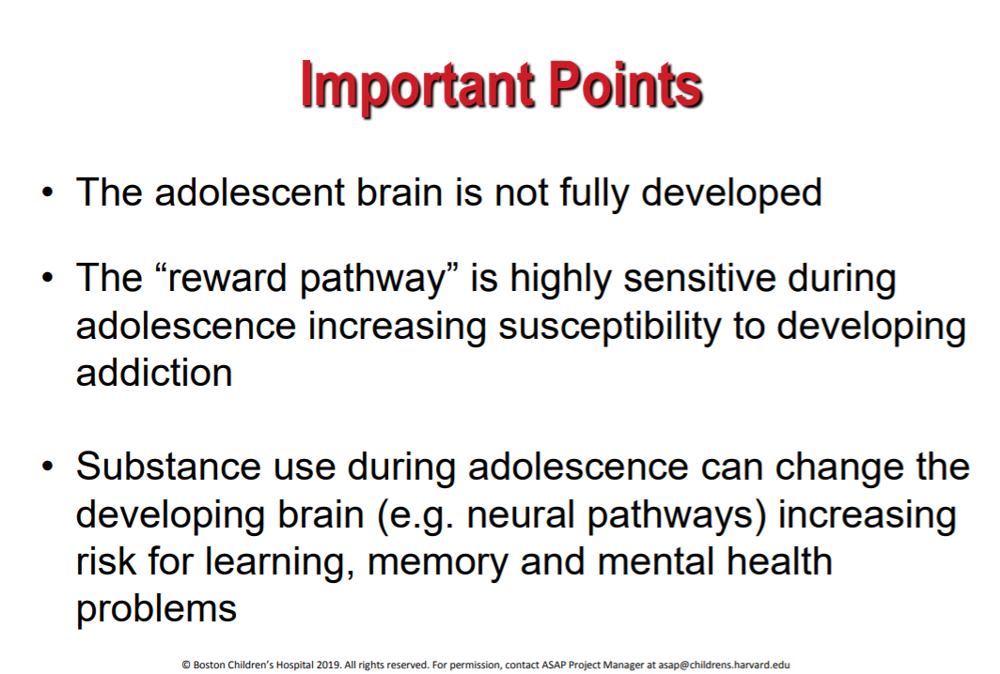 Important Points
• The adolescent brain is not fully developed
• The “reward pathway” is highly sensitive during
adolescence increasing susceptibility to developing
addiction
• Substance use during adolescence can change the
developing brain (e.g. neural pathways) increasing
risk for learning, memory and mental health
problems
© Boston Children’s Hospital 2019. All rights reserved. For permission, contact ASAP Project Manager at asap@childrens.harvard.edu